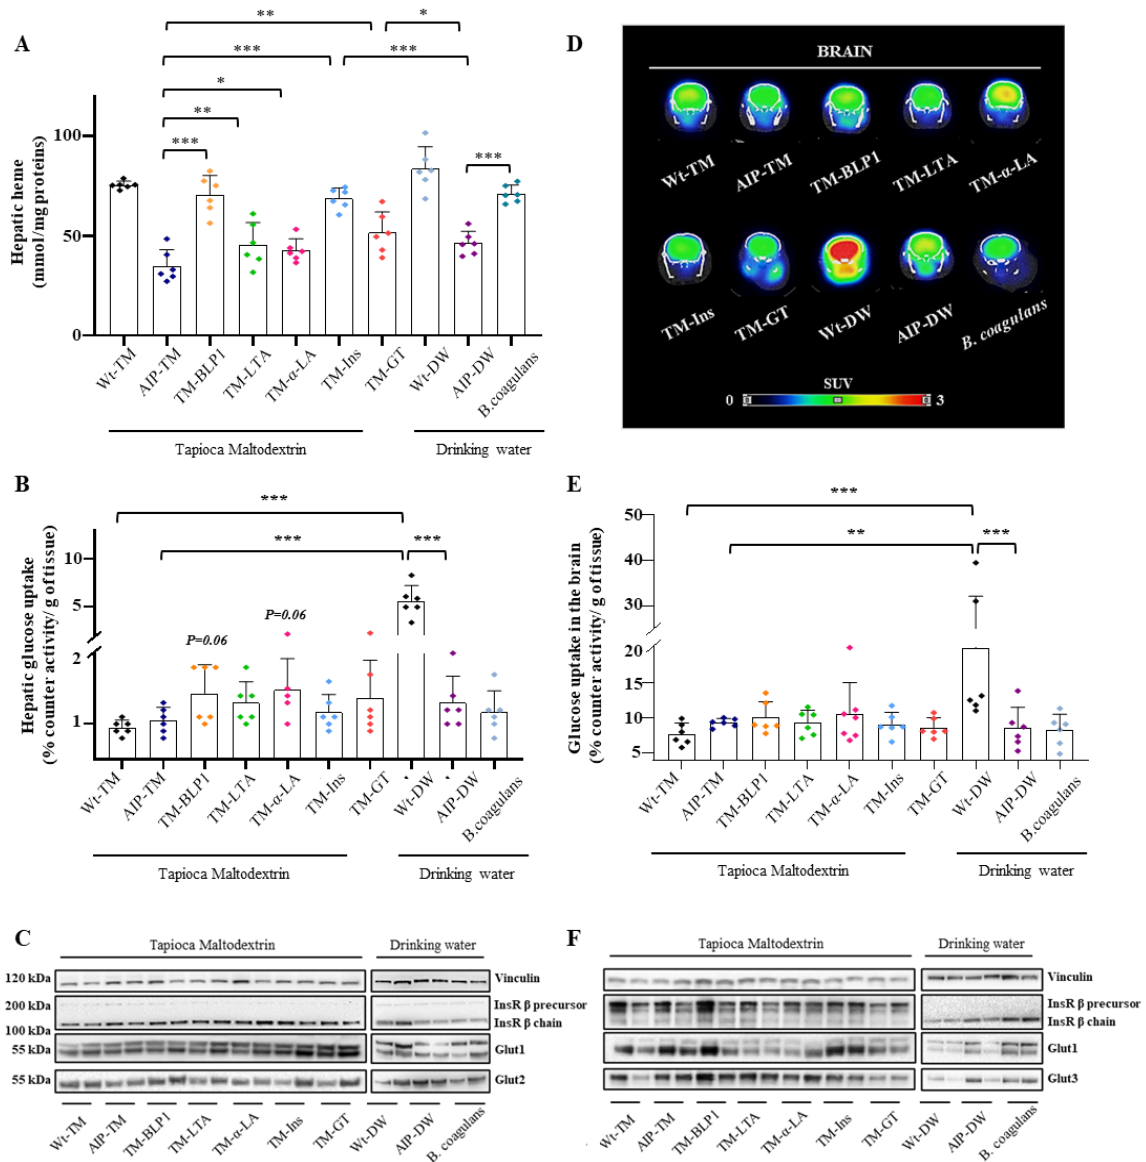 A
Hepatic heme
(mmol/mg proteins)
100
50
0
**
*
***
***
*
**
***
***
Wt-TM
AIP-TM
TM-BLP1
TM-LTA
TM-α-LA
TM-Ins
TM-GT
Wt-DW
AIP-DW
B.coagulans
Tapioca Maltodextrin
Drinking water
D
BRAIN
Wt-TM
AIP-TM
TM-BLP1
TM-LTA
TM-α-LA
TM-Ins
TM-GT
Wt-DW
AIP-DW
B. coagulans
SUV
0
3
B
Hepatic glucose uptake
(% counter activity/ g of tissue)
10
5
2
1
***
***
***
P=0.06
P=0.06
Wt-TM
AIP-TM
TM-BLP1
TM-LTA
TM-α-LA
TM-Ins
TM-GT
Wt-DW
AIP-DW
B.coagulans
Tapioca Maltodextrin
Drinking water
E
Glucose uptake in the brain
(% counter activity/ g of tissue)
50
40
30
20
15
10
5
***
**
***
Wt-TM
AIP-TM
TM-BLP1
TM-LTA
TM-α-LA
TM-Ins
TM-GT
Wt-DW
AIP-DW
B.coagulans
Tapioca Maltodextrin
Drinking water
C
Tapioca Maltodextrin
Drinking water
120 kDa
Vinculin
200 kDa
InsR β precursor
100 kDa
InsR β chain
55 kDa
Glut1
55 kDa
Glut2
Wt-TM
AIP-TM
TM-BLP1
TM-LTA
TM-α-LA
TM-Ins
TM-GT
Wt-DW
AIP-DW
B. coagulans
F
Tapioca Maltodextrin
Drinking water
Vinculin
InsR β precursor
InsR β chain
Glut1
Glut3
Wt-TM
AIP-TM
TM-BLP1
TM-LTA
TM-α-LA
TM-Ins
TM-GT
Wt-DW
AIP-DW
B. coagulans